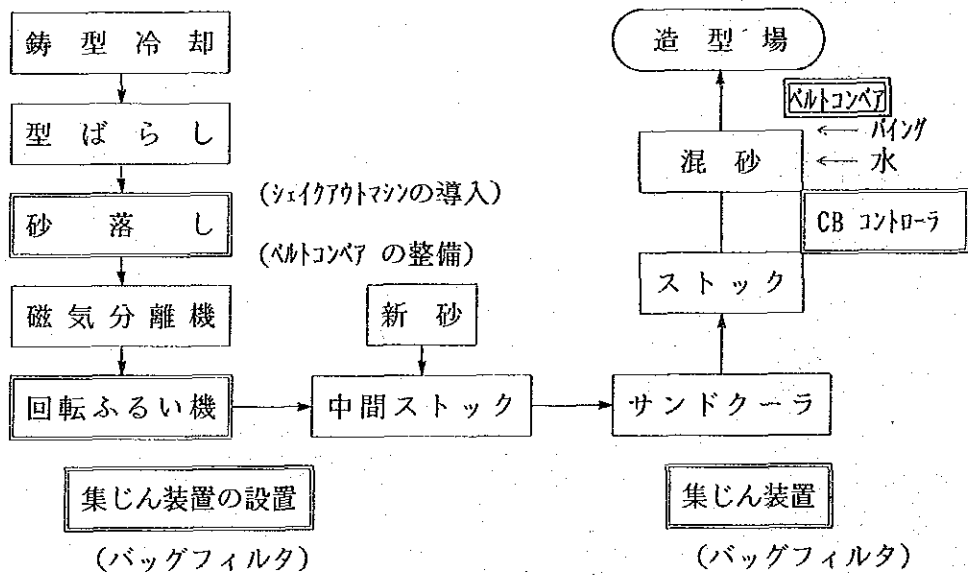 鋳型冷却
型ばらし
砂落し
(シェイクアウトマシンの導入)
(ベルトコンベア の整備)
磁気分離機
新砂
回転ふるい機
中間ストック
サンドクーラ
集じん装置の設置
(バッグフィルタ)
造型場
ベルトコンベア
← バイング
混砂
← 水
CB コントローラ
ストック
集じん装置
(バッグフィルタ)